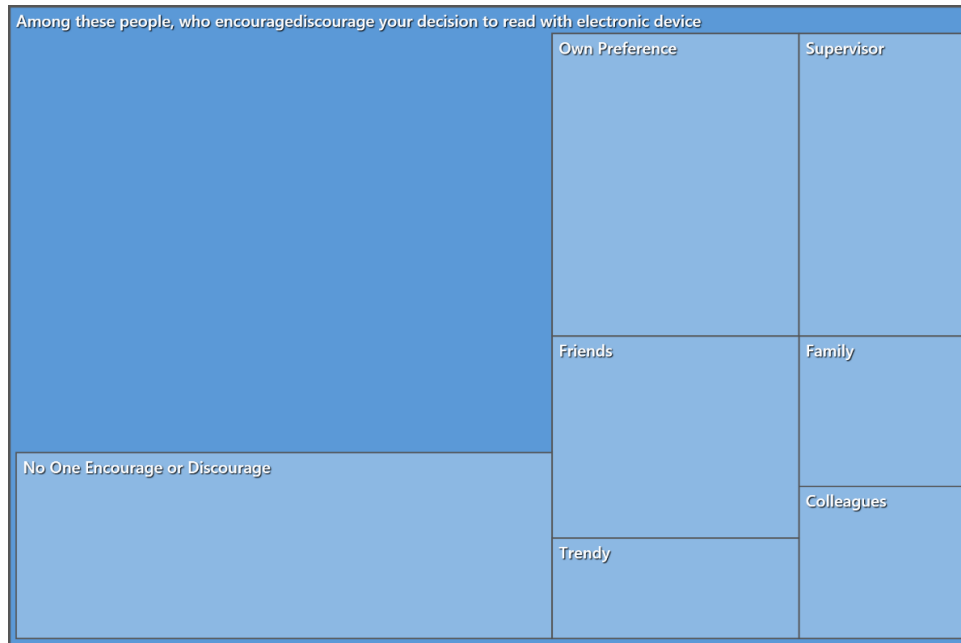 Among these people, who encouragediscourage your decision to read with electronic device
Own Preference
Supervisor
Friends
Family
No One Encourage or Discourage
Colleagues
Trendy